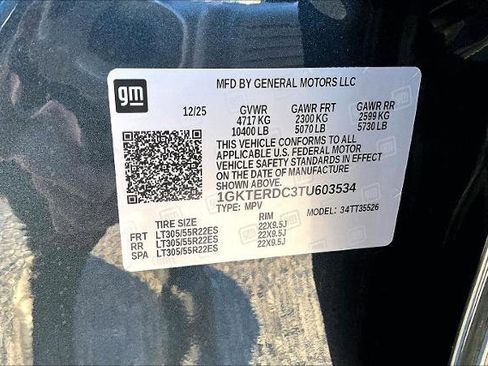 gm
MFD BY GENERAL MOTORS LLC
12/25 GVWR GAWR FRT GAWR RR
4717 KG 2300 KG 2599 KG
10400 LB 5070 LB 5730 LB
THIS VEHICLE CONFORMS TO ALL
APPLICABLE U.S. FEDERAL MOTOR
VEHICLE SAFETY STANDARDS IN EFFECT
ON THE DATE OF MANUFACTURE SHOWN ABOVE.
1GKTERDC3TU603534
TYPE: MPV MODEL: 34TT35526
TIRE SIZE RIM
FRT LT305/55R22ES 22X9.5J
RR LT305/55R22ES 22X9.5J
SPA LT305/55R22ES 22X9.5J